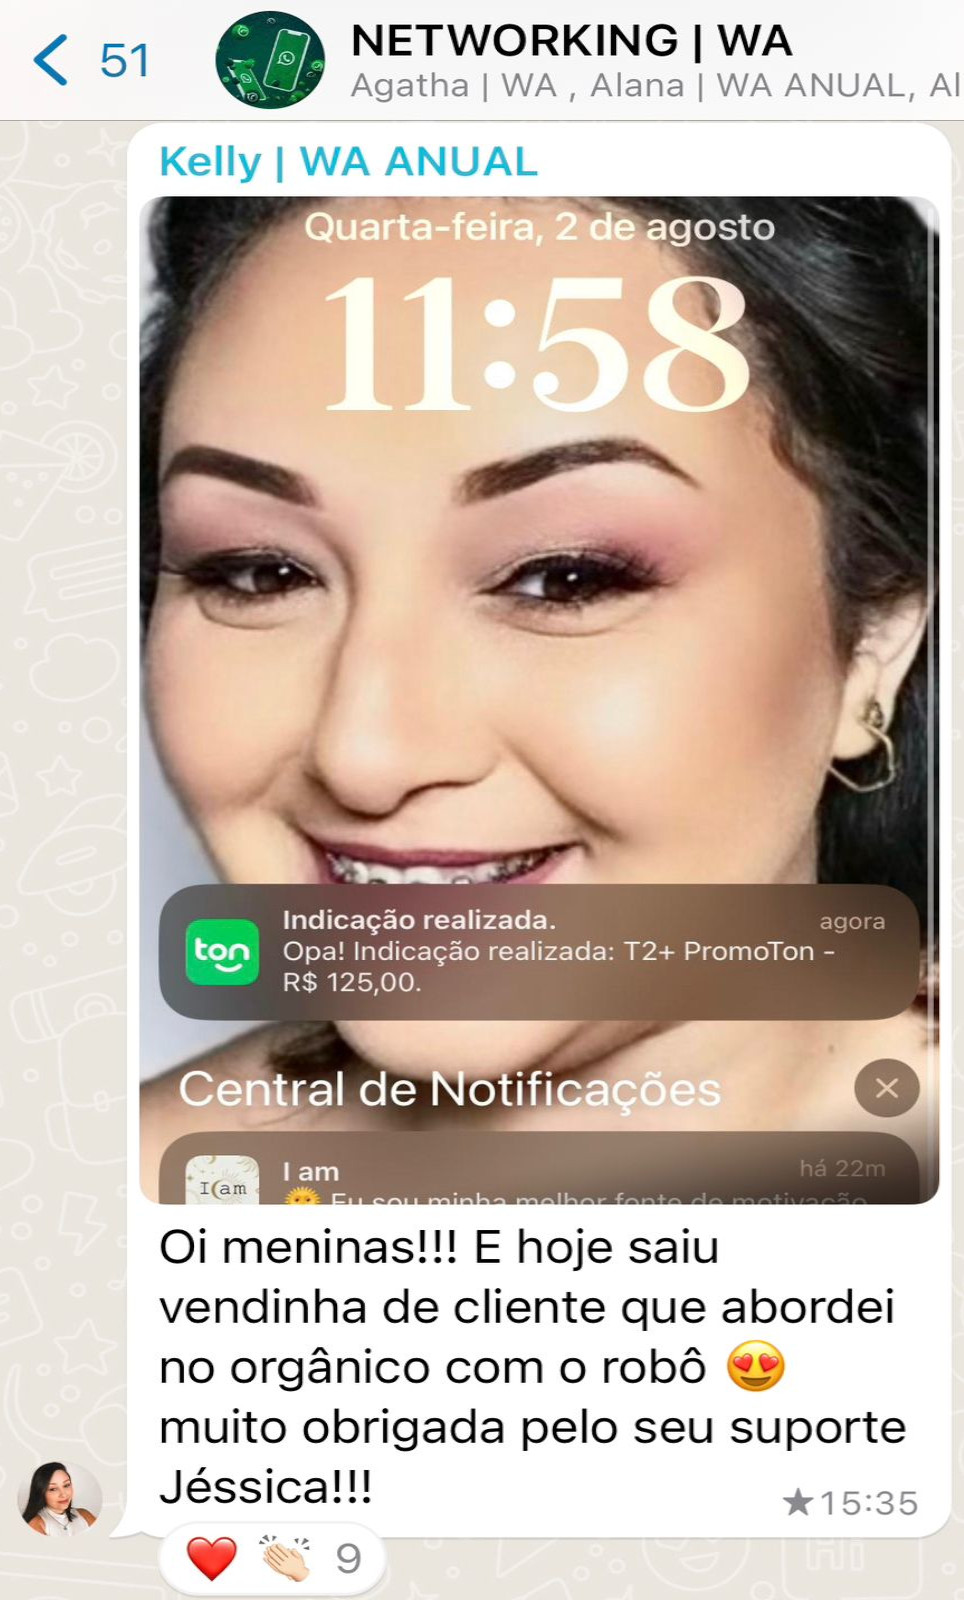 51
NETWORKING | WA
Agatha | WA , Alana | WA ANUAL, Al
Kelly | WA ANUAL
Quarta-feira, 2 de agosto
11:58
Indicação realizada.
agora
ton
Opa! Indicação realizada: T2+ PromoTon -
R$ 125,00.
Central de Notificações
I am
há 22m
I am
Eu sou minha melhor fonte de motivação
Oi meninas!!! E hoje saiu
vendinha de cliente que abordei
no orgânico com o robô 😍
muito obrigada pelo seu suporte
Jéssica!!!
★15:35
❤️ 👏🏻 9